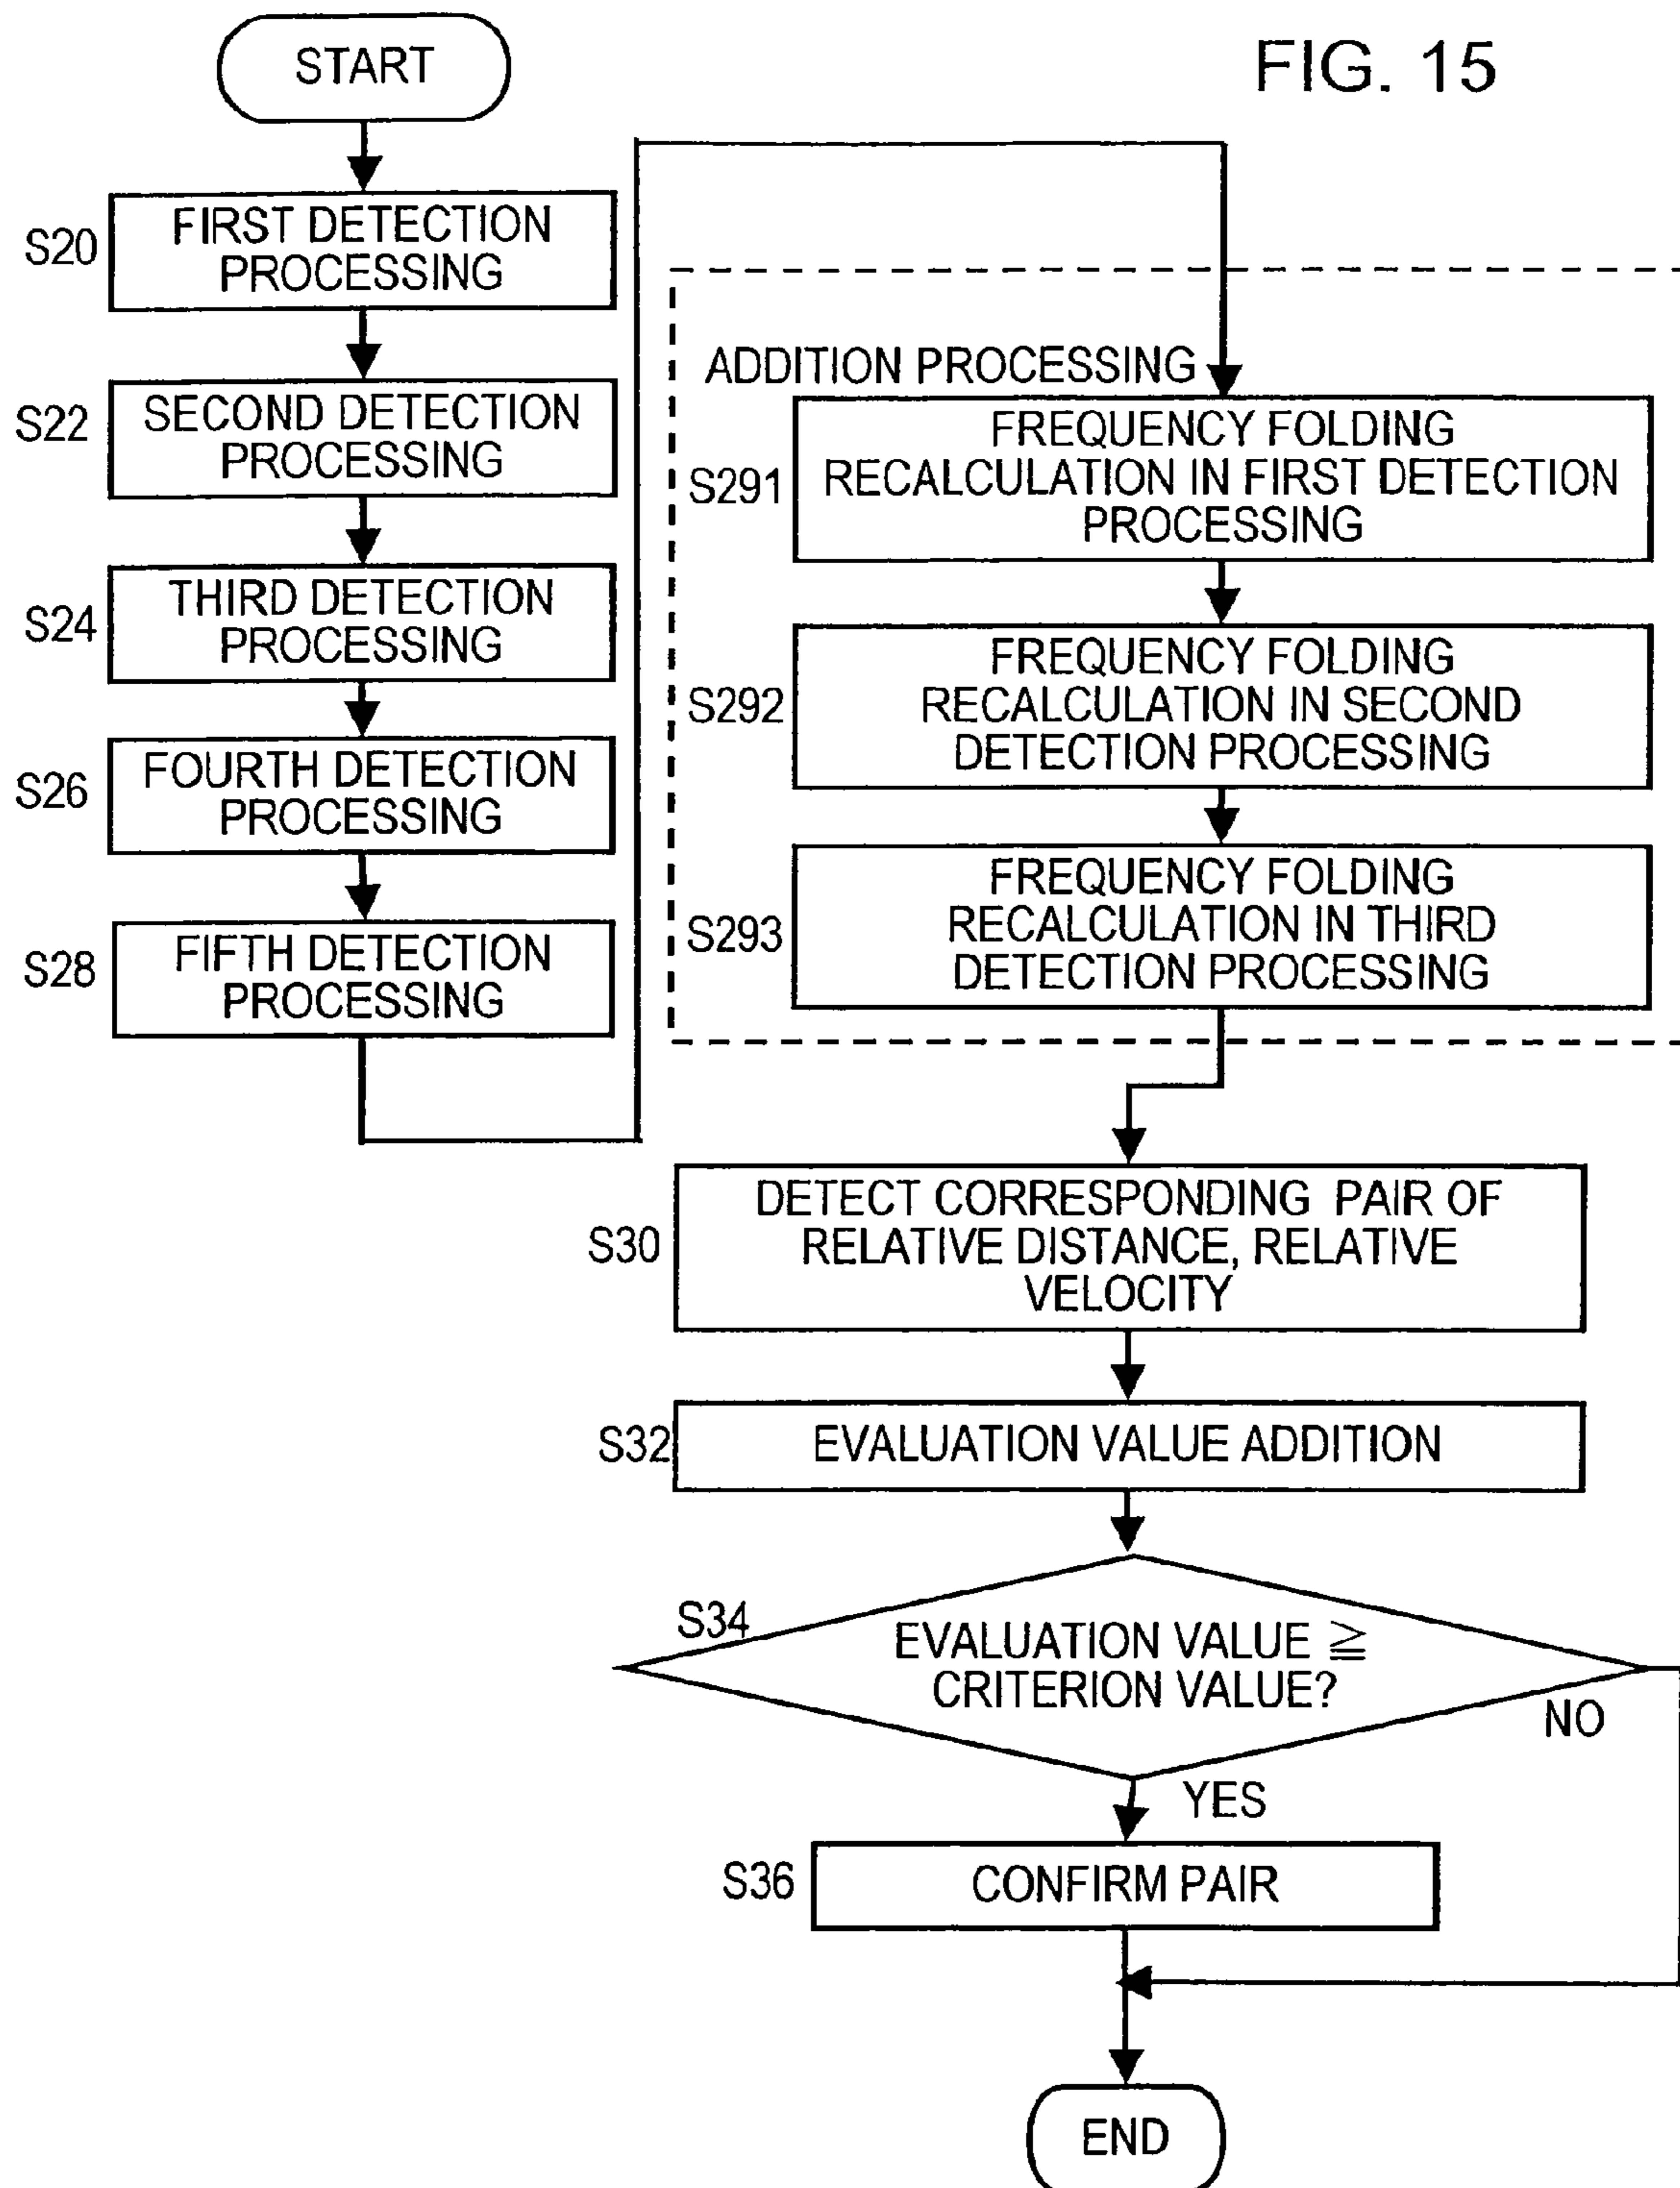 FIG. 15
START
S20
FIRST DETECTION
PROCESSING
S22
SECOND DETECTION
PROCESSING
S24
THIRD DETECTION
PROCESSING
S26
FOURTH DETECTION
PROCESSING
S28
FIFTH DETECTION
PROCESSING
ADDITION PROCESSING
S291
FREQUENCY FOLDING
RECALCULATION IN FIRST DETECTION
PROCESSING
S292
FREQUENCY FOLDING
RECALCULATION IN SECOND
DETECTION PROCESSING
S293
FREQUENCY FOLDING
RECALCULATION IN THIRD
DETECTION PROCESSING
S30
DETECT CORRESPONDING PAIR OF
RELATIVE DISTANCE, RELATIVE
VELOCITY
S32
EVALUATION VALUE ADDITION
S34
EVALUATION VALUE ≧
CRITERION VALUE?
NO
YES
S36
CONFIRM PAIR
END